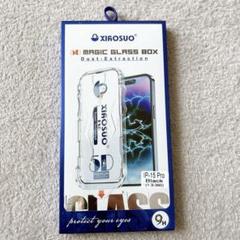 XIROSUO
MAGIC GLASS BOX
Dust-Extraction
XIROSUO
IP-15 Pro
Black
GLASS
protect your eyes
9H